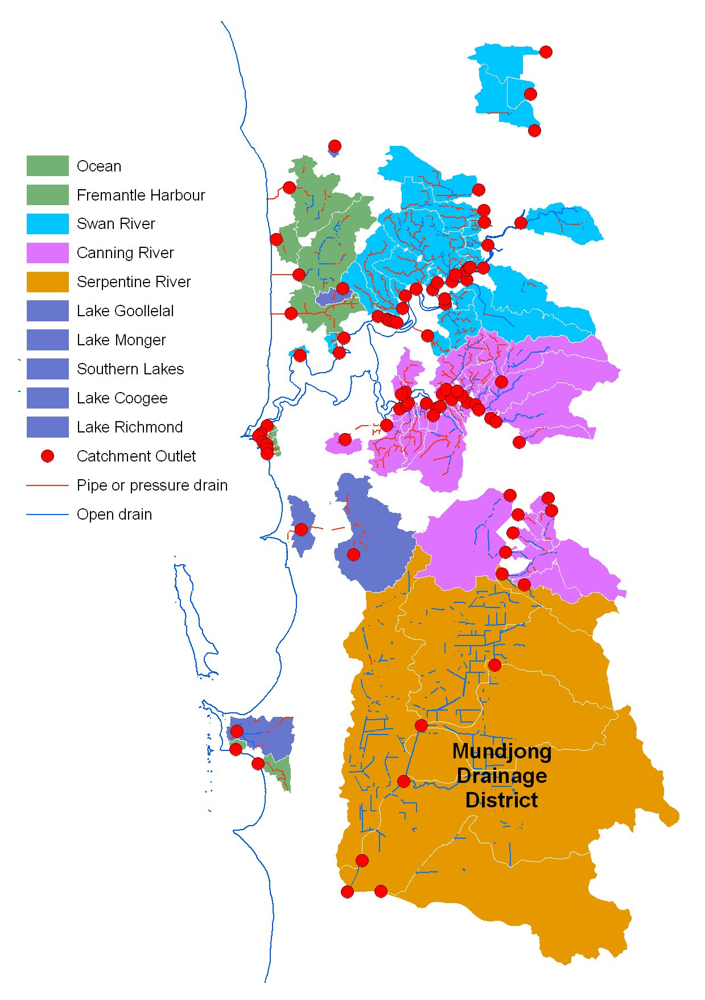 Ocean
Fremantle Harbour
Swan River
Canning River
Serpentine River
Lake Goollelal
Lake Monger
Southern Lakes
Lake Coogee
Lake Richmond
Catchment Outlet
Pipe or pressure drain
Open drain
Mundjong
Drainage
District